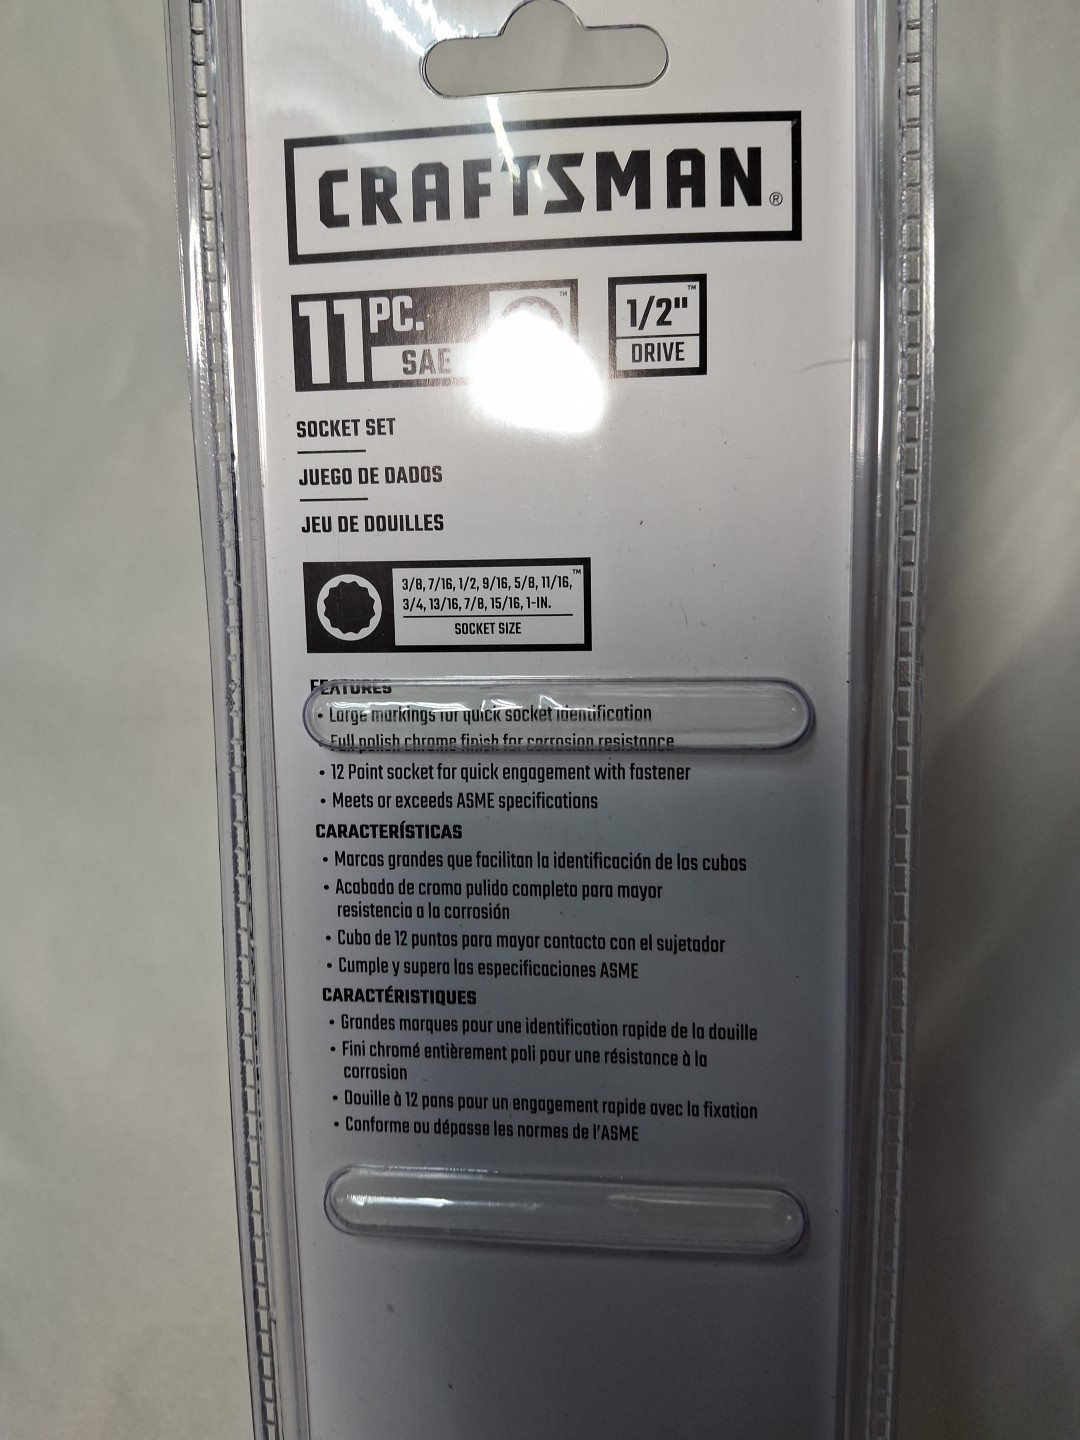 CRAFTSMAN®
11 PC.
SAE
™
1/2"™
DRIVE
SOCKET SET
JUEGO DE DADOS
JEU DE DOUILLES
3/8, 7/16, 1/2, 9/16, 5/8, 11/16,™
3/4, 13/16, 7/8, 15/16, 1-IN.
SOCKET SIZE
FEATURES
• Large markings for quick socket identification
• Full polish chrome finish for corrosion resistance
• 12 Point socket for quick engagement with fastener
• Meets or exceeds ASME specifications
CARACTERÍSTICAS
• Marcas grandes que facilitan la identificación de los cubos
• Acabado de cromo pulido completo para mayor
resistencia a la corrosión
• Cubo de 12 puntos para mayor contacto con el sujetador
• Cumple y supera las especificaciones ASME
CARACTÉRISTIQUES
• Grandes marques pour une identification rapide de la douille
• Fini chromé entièrement poli pour une résistance à la
corrosion
• Douille à 12 pans pour un engagement rapide avec la fixation
• Conforme ou dépasse les normes de l'ASME